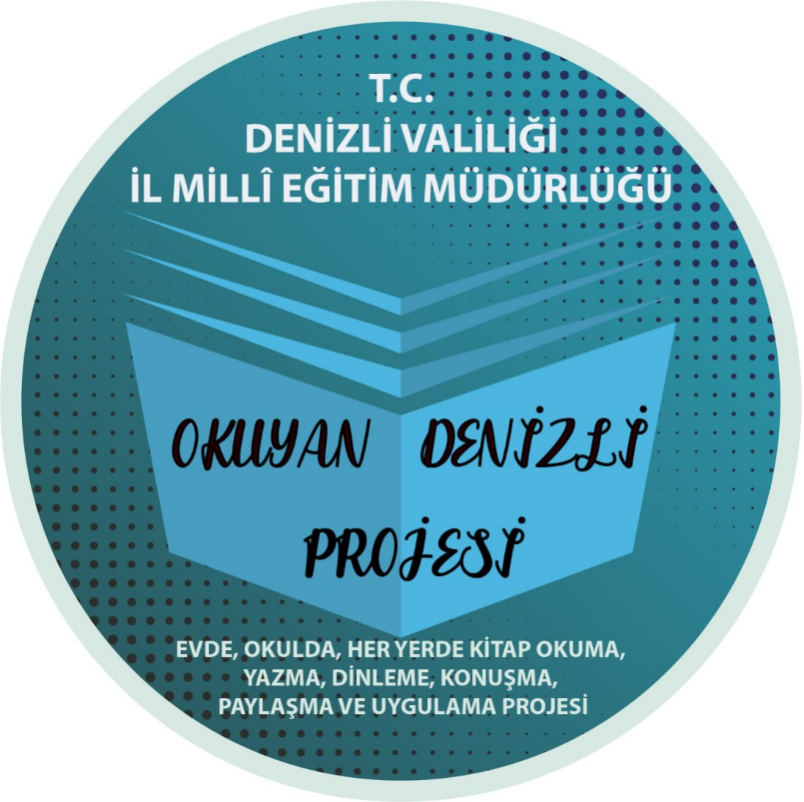 T.C.
DENİZLİ VALİLİĞİ
İL MİLLÎ EĞİTİM MÜDÜRLÜĞÜ
OKUYAN DENİZLİ
PROJESİ
EVDE, OKULDA, HER YERDE KİTAP OKUMA,
YAZMA, DİNLEME, KONUŞMA,
PAYLAŞMA VE UYGULAMA PROJESİ